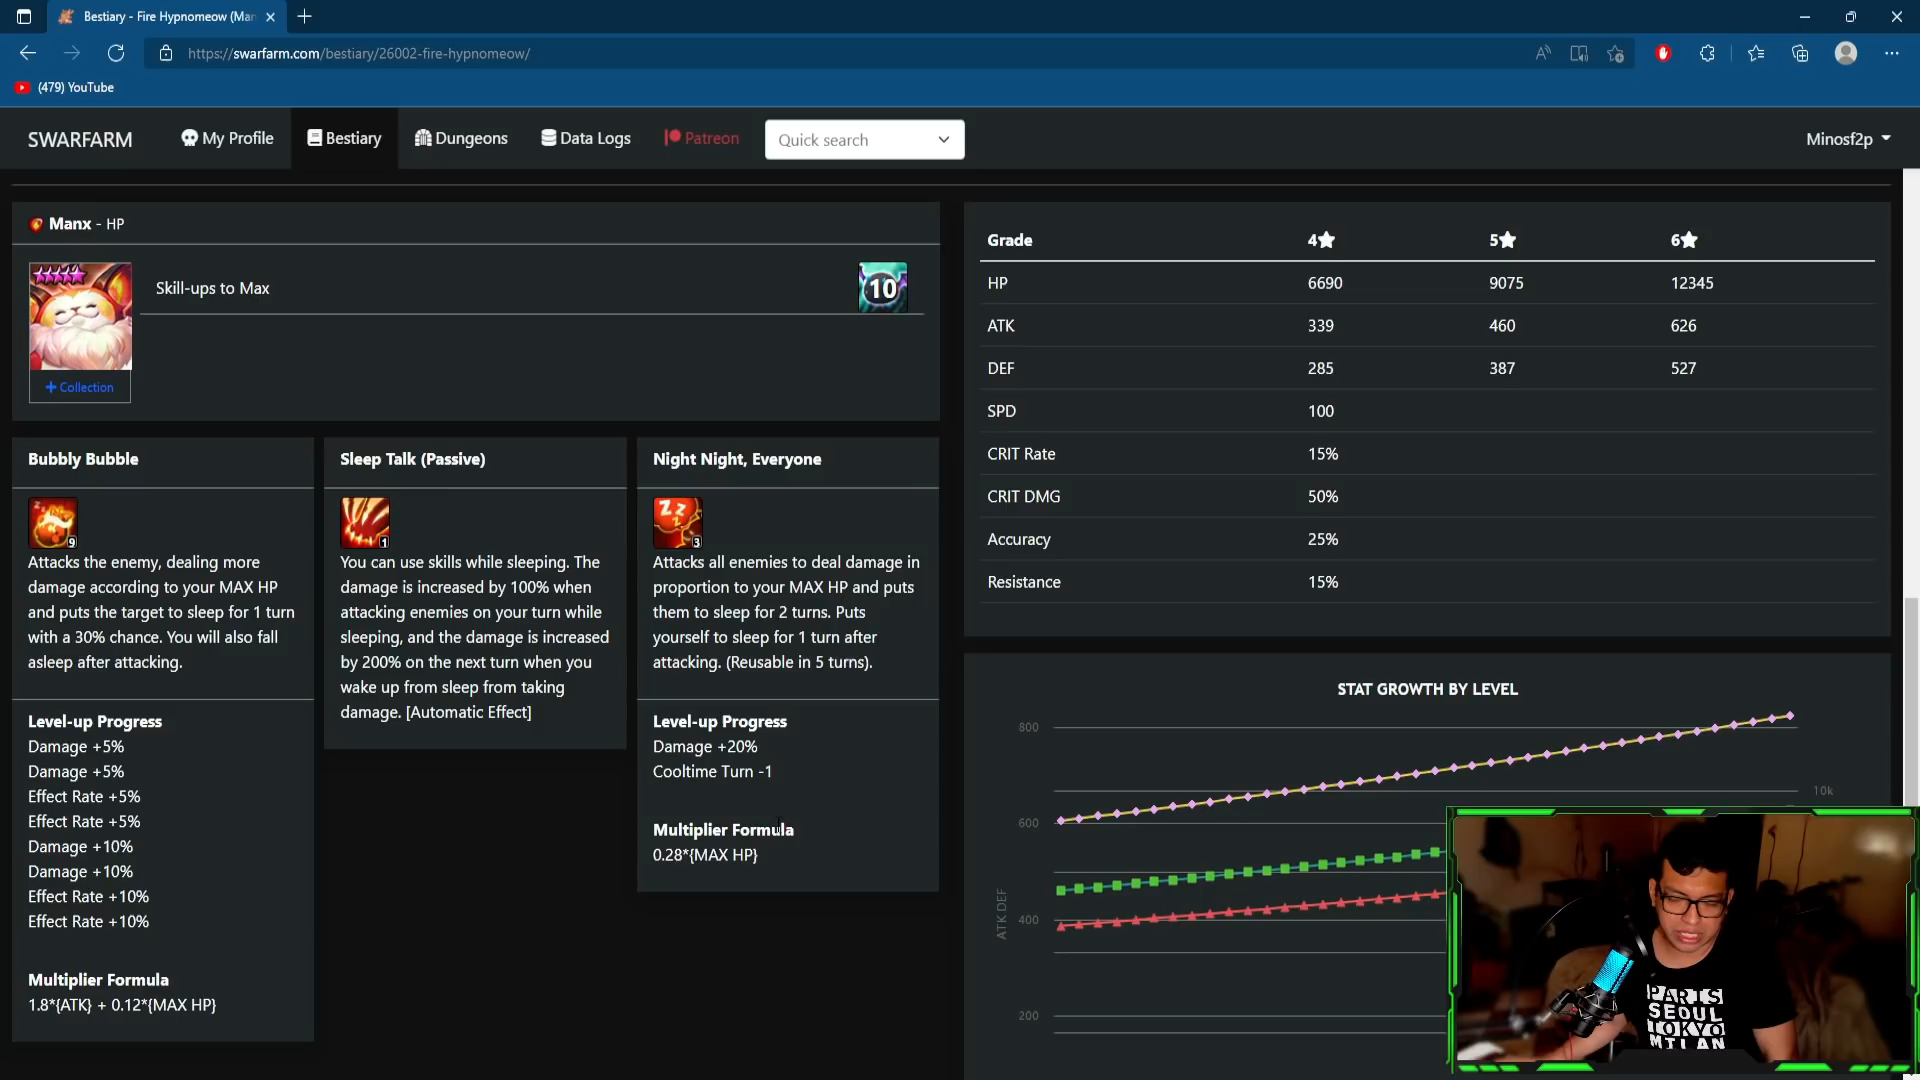 Bestiary - Fire Hypnomeow (Man
https://swarfarm.com/bestiary/26002-fire-hypnomeow/
(479) YouTube
SWARFARM
My Profile
Bestiary
Dungeons
Data Logs
Patreon
Quick search
Minosf2p
Manx - HP
Skill-ups to Max
10
+ Collection
Bubbly Bubble
9
Attacks the enemy, dealing more
damage according to your MAX HP
and puts the target to sleep for 1 turn
with a 30% chance. You will also fall
asleep after attacking.
Level-up Progress
Damage +5%
Damage +5%
Effect Rate +5%
Effect Rate +5%
Damage +10%
Damage +10%
Effect Rate +10%
Effect Rate +10%
Multiplier Formula
1.8*{ATK} + 0.12*{MAX HP}
Sleep Talk (Passive)
1
You can use skills while sleeping. The
damage is increased by 100% when
attacking enemies on your turn while
sleeping, and the damage is increased
by 200% on the next turn when you
wake up from sleep from taking
damage. [Automatic Effect]
Night Night, Everyone
3
Attacks all enemies to deal damage in
proportion to your MAX HP and puts
them to sleep for 2 turns. Puts
yourself to sleep for 1 turn after
attacking. (Reusable in 5 turns).
Level-up Progress
Damage +20%
Cooltime Turn -1
Multiplier Formula
0.28*{MAX HP}
Grade 4 5 6
HP 6690 9075 12345
ATK 339 460 626
DEF 285 387 527
SPD 100
CRIT Rate 15%
CRIT DMG 50%
Accuracy 25%
Resistance 15%
STAT GROWTH BY LEVEL
800
10k
600
400
200
ATK DEF
PARIS
SEOUL
TOKYO
MILAN